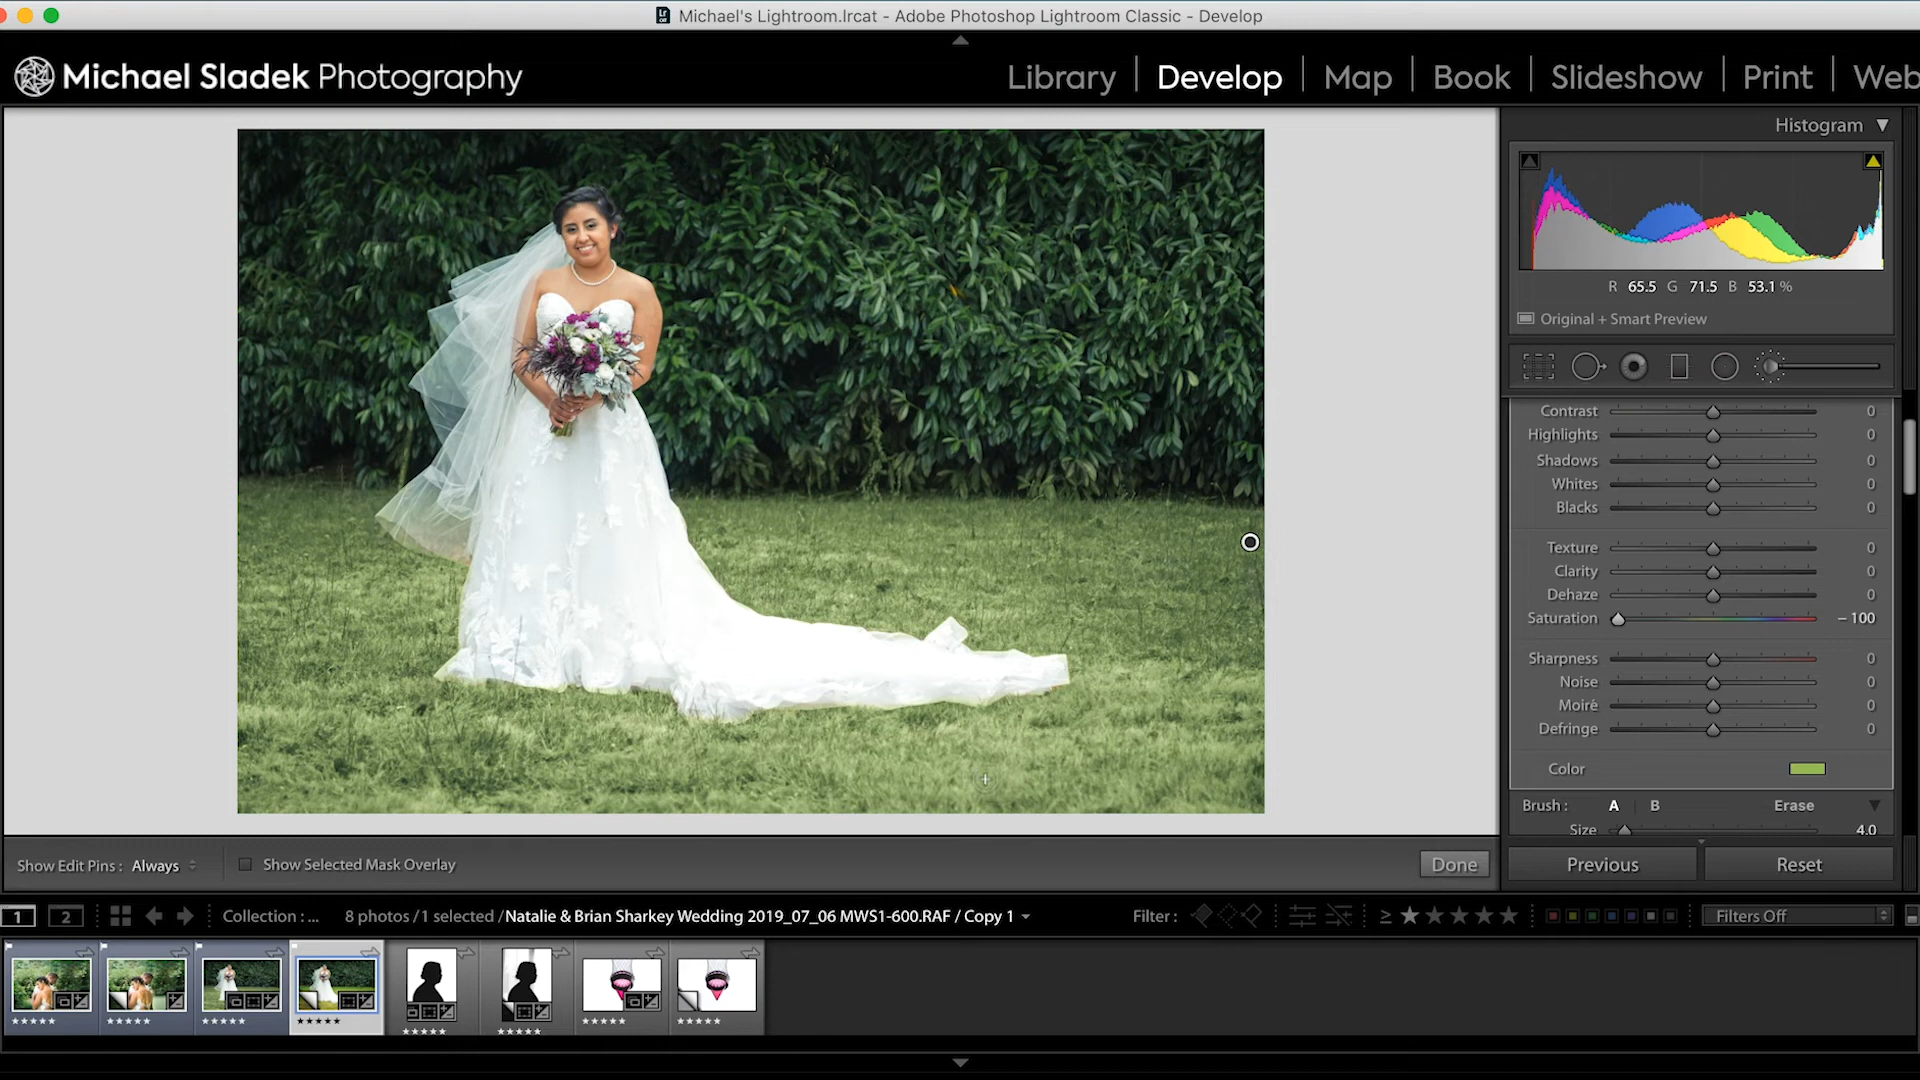 Michael's Lightroom.lrcat - Adobe Photoshop Lightroom Classic - Develop
Michael Sladek Photography
Library | Develop | Map | Book | Slideshow | Print | Web
Histogram
R 65.5 G 71.5 B 53.1 %
Original + Smart Preview
Contrast 0
Highlights 0
Shadows 0
Whites 0
Blacks 0
Texture 0
Clarity 0
Dehaze 0
Saturation – 100
Sharpness 0
Noise 0
Moiré 0
Defringe 0
Color
Brush : A B Erase
Size 4.0
Show Edit Pins : Always Show Selected Mask Overlay Done Previous Reset
1 2 Collection : ... 8 photos / 1 selected / Natalie & Brian Sharkey Wedding 2019_07_06 MWS1-600.RAF / Copy 1 Filter : ≥ ★★★★★ Filters Off